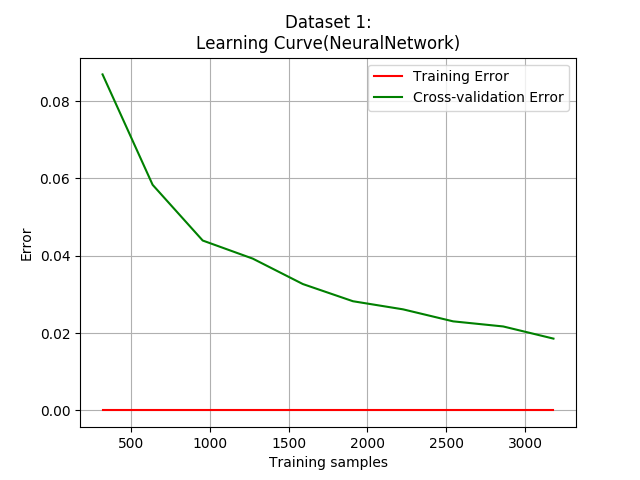 Dataset 1:
Learning Curve(NeuralNetwork)
Training Error
Cross-validation Error
Error
0.08
0.06
0.04
0.02
0.00
500
1000
1500
2000
2500
3000
Training samples